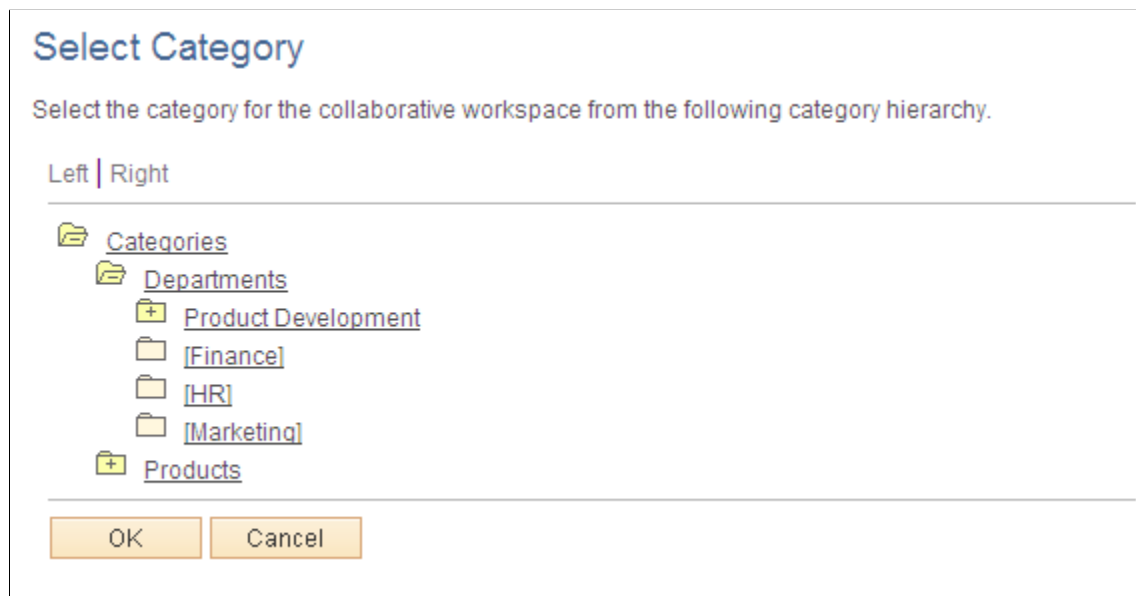 Select Category
Select the category for the collaborative workspace from the following category hierarchy.
Left | Right
Categories
Departments
Product Development
[Finance]
[HR]
[Marketing]
Products
OK Cancel